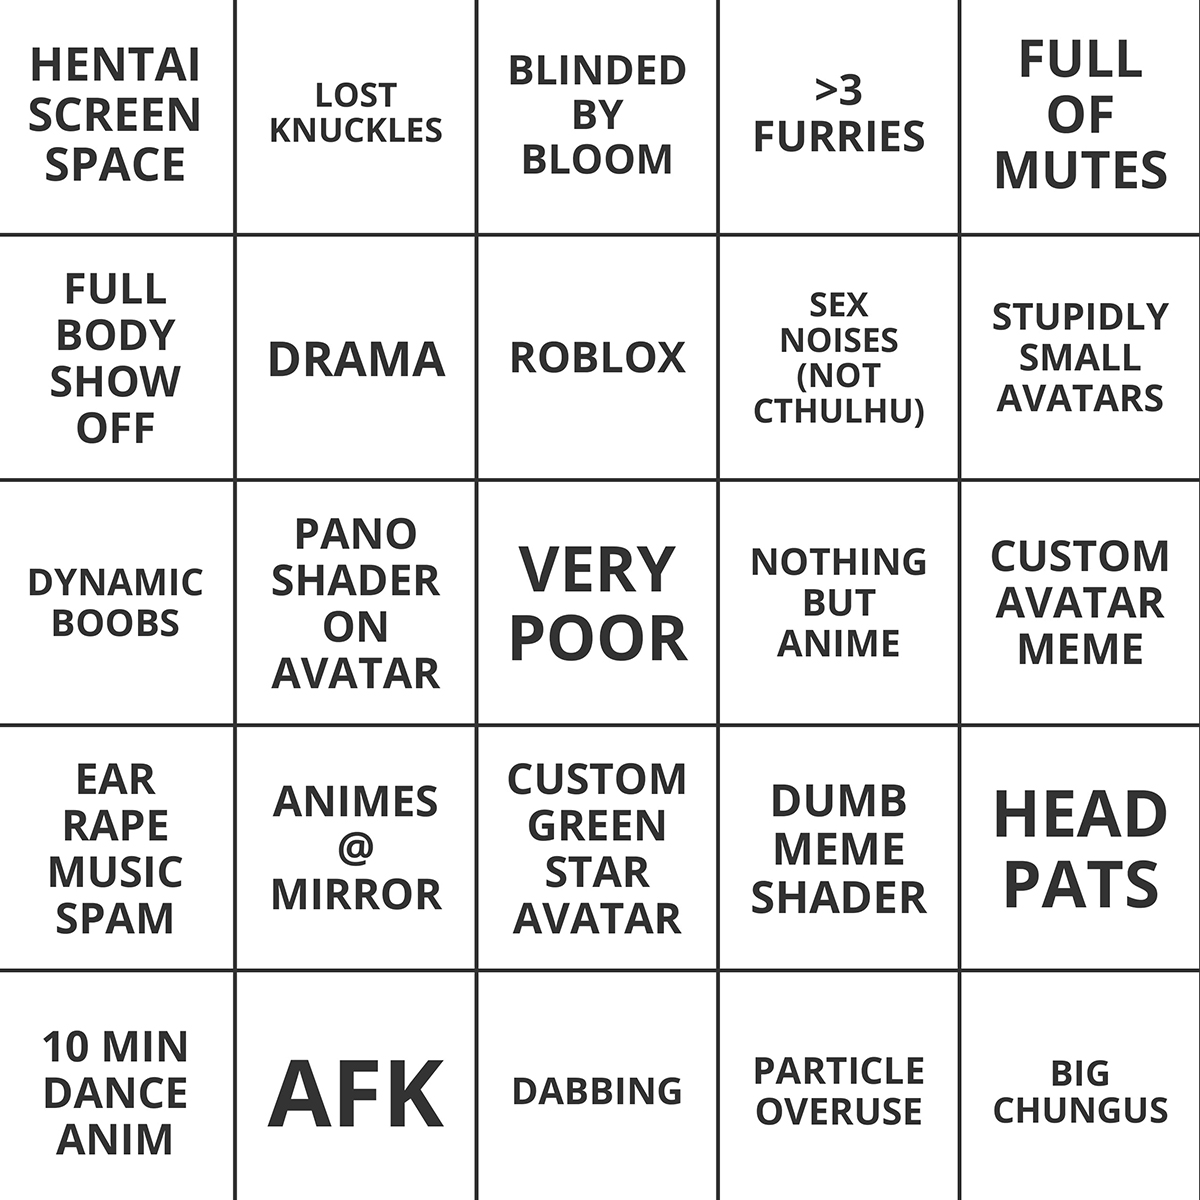 HENTAI
SCREEN
SPACE
LOST
KNUCKLES
BLINDED
BY
BLOOM
>3
FURRIES
FULL
OF
MUTES
FULL
BODY
SHOW
OFF
DRAMA
ROBLOX
SEX
NOISES
(NOT
CTHULHU)
STUPIDLY
SMALL
AVATARS
DYNAMIC
BOOBS
PANO
SHADER
ON
AVATAR
VERY
POOR
NOTHING
BUT
ANIME
CUSTOM
AVATAR
MEME
EAR
RAPE
MUSIC
SPAM
ANIMES
@
MIRROR
CUSTOM
GREEN
STAR
AVATAR
DUMB
MEME
SHADER
HEAD
PATS
10 MIN
DANCE
ANIM
AFK
DABBING
PARTICLE
OVERUSE
BIG
CHUNGUS